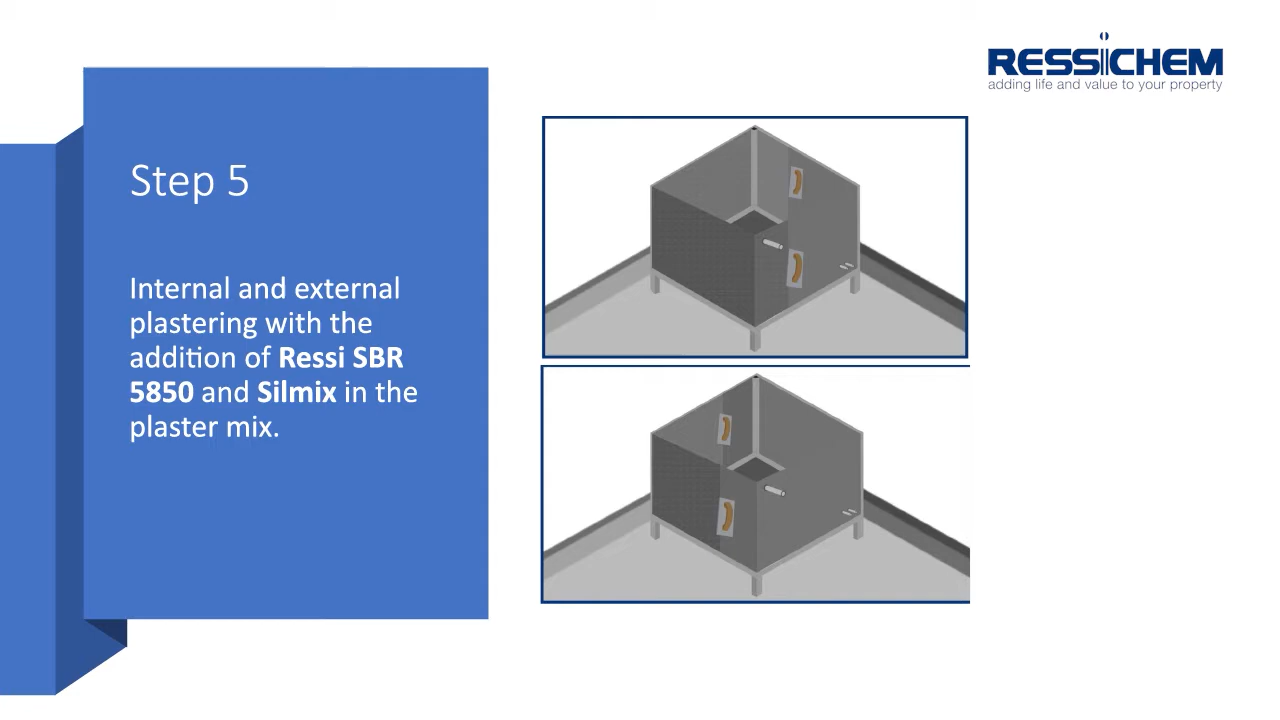 RESSICHEM
adding life and value to your property
Step 5
Internal and external
plastering with the
addition of Ressi SBR
5850 and Silmix in the
plaster mix.